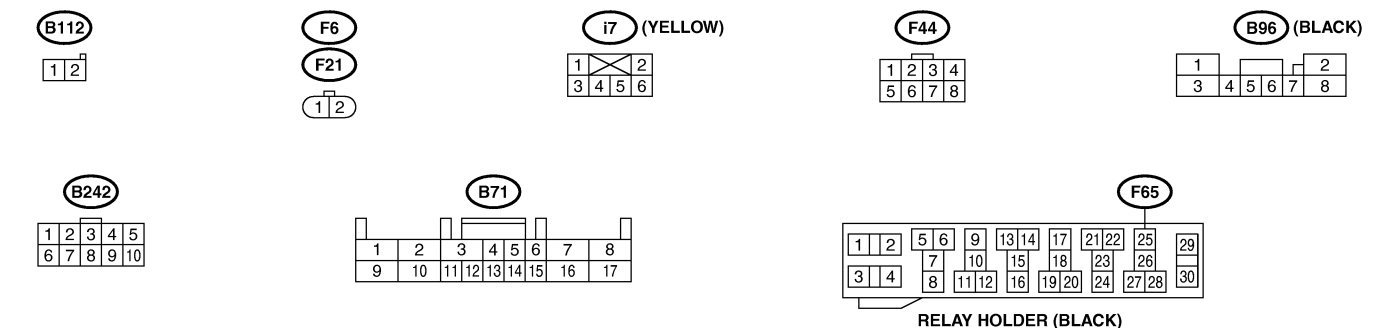 B112
1 2
F6
F21
1 2
i7 (YELLOW)
1 2
3 4 5 6
F44
1 2 3 4
5 6 7 8
B96 (BLACK)
1 2
3 4 5 6 7 8
B242
1 2 3 4 5
6 7 8 9 10
B71
1 2 3 4 5 6 7 8
9 10 11 12 13 14 15 16 17
F65
1 2 5 6 9 13 14 17 21 22 25 29
7 10 15 18 23 26
3 4 8 11 12 16 19 20 24 27 28 30
RELAY HOLDER (BLACK)